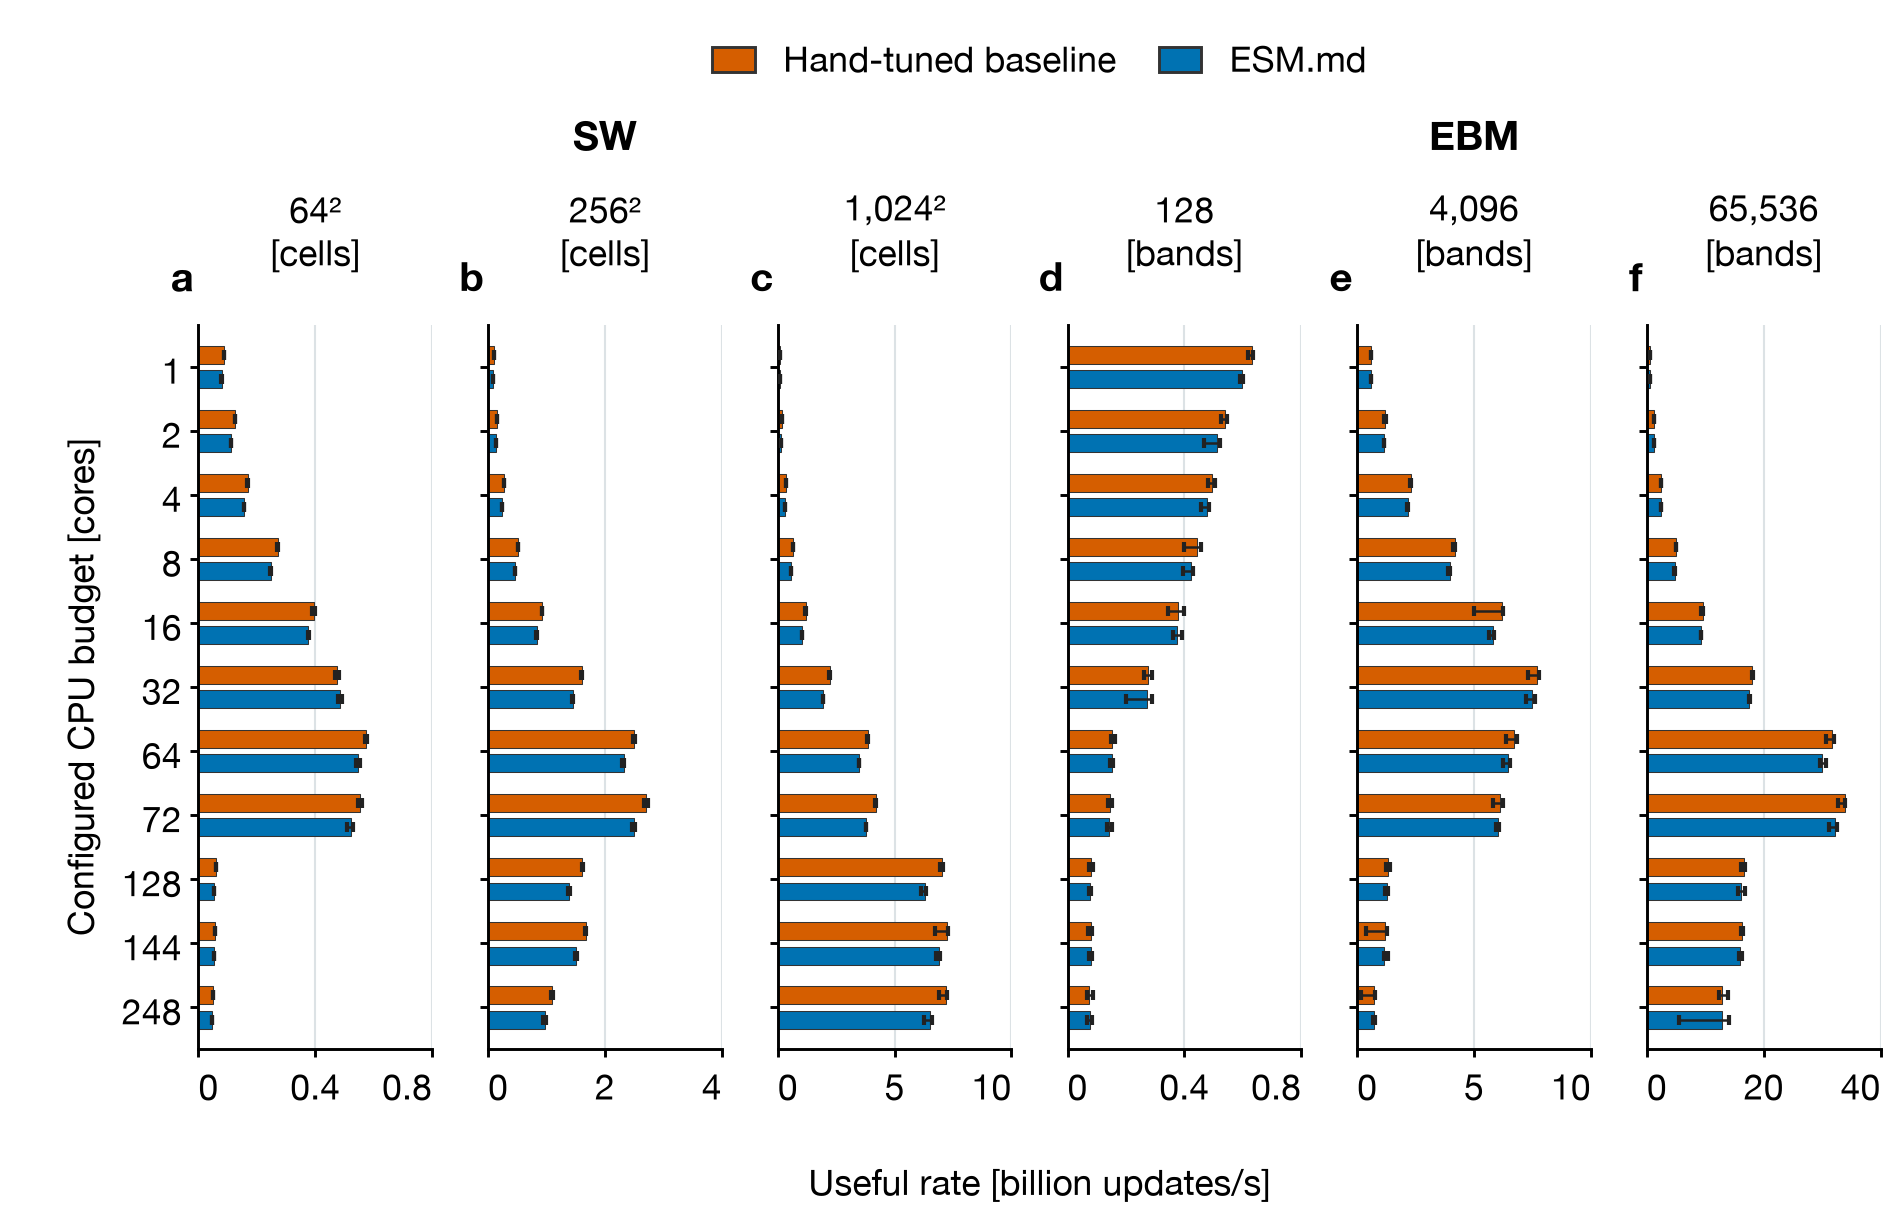 Hand-tuned baseline ESM.md
SW EBM
64² 256² 1,024² 128 4,096 65,536
[cells] [cells] [cells] [bands] [bands] [bands]
a b c d e f
Configured CPU budget [cores]
1
2
4
8
16
32
64
72
128
144
248
0 0.4 0.8 0 2 4 0 5 10 0 0.4 0.8 0 5 10 0 20 40
Useful rate [billion updates/s]